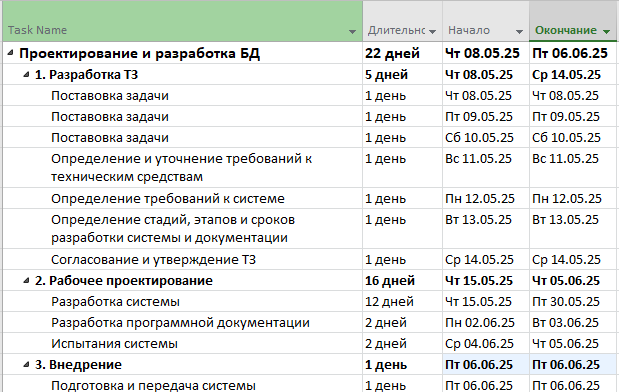 Task Name Длительно Начало Окончание
Проектирование и разработка БД 22 дней Чт 08.05.25 Пт 06.06.25
1. Разработка ТЗ 5 дней Чт 08.05.25 Ср 14.05.25
Поставовка задачи 1 день Чт 08.05.25 Чт 08.05.25
Поставовка задачи 1 день Пт 09.05.25 Пт 09.05.25
Поставовка задачи 1 день Сб 10.05.25 Сб 10.05.25
Определение и уточнение требований к 1 день Вс 11.05.25 Вс 11.05.25
техническим средствам
Определение требований к системе 1 день Пн 12.05.25 Пн 12.05.25
Определение стадий, этапов и сроков 1 день Вт 13.05.25 Вт 13.05.25
разработки системы и документации
Согласование и утверждение ТЗ 1 день Ср 14.05.25 Ср 14.05.25
2. Рабочее проектирование 16 дней Чт 15.05.25 Чт 05.06.25
Разработка системы 12 дней Чт 15.05.25 Пт 30.05.25
Разработка программной документации 2 дней Пн 02.06.25 Вт 03.06.25
Испытания системы 2 дней Ср 04.06.25 Чт 05.06.25
3. Внедрение 1 день Пт 06.06.25 Пт 06.06.25
Подготовка и передача системы 1 день Пт 06.06.25 Пт 06.06.25